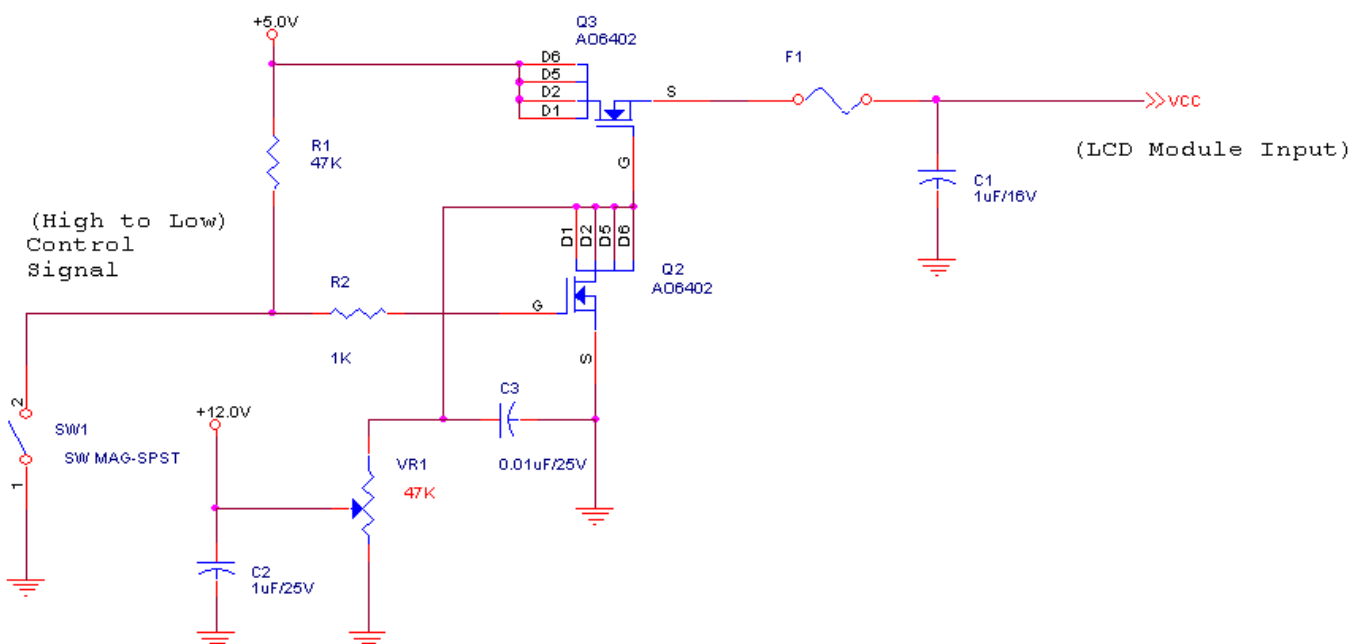 +5.0V
Q3
AO6402
D6
D5
D2
D1
S
G
F1
VCC
(LCD Module Input)
R1
47K
C1
1uF/16V
(High to Low)
Control
Signal
D1
D2
D5
D6
Q2
AO6402
R2
1K
G
S
C3
0.01uF/25V
+12.0V
2
SW1
SW MAG-SPST
1
VR1
47K
C2
1uF/25V